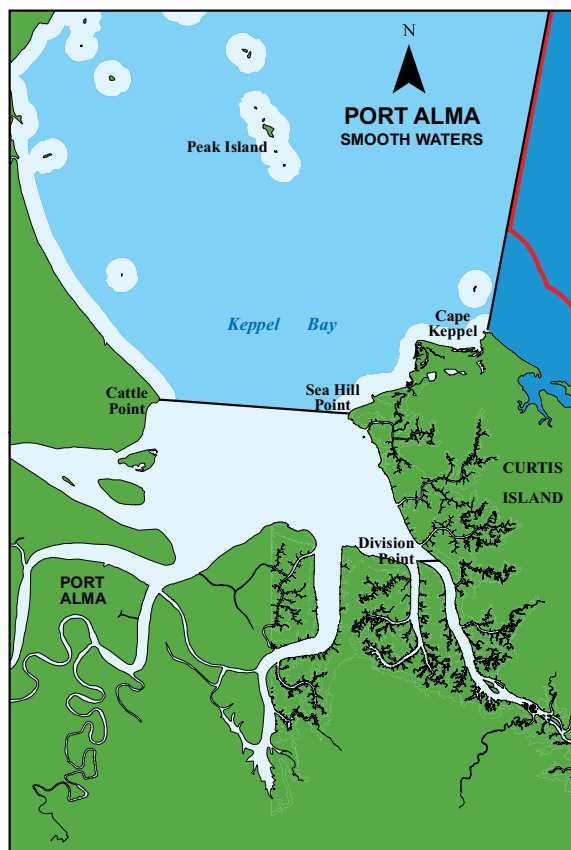 N
PORT ALMA
SMOOTH WATERS
Peak Island
Keppel Bay
Cape
Keppel
Cattle
Point
Sea Hill
Point
CURTIS
ISLAND
Division
Point
PORT
ALMA